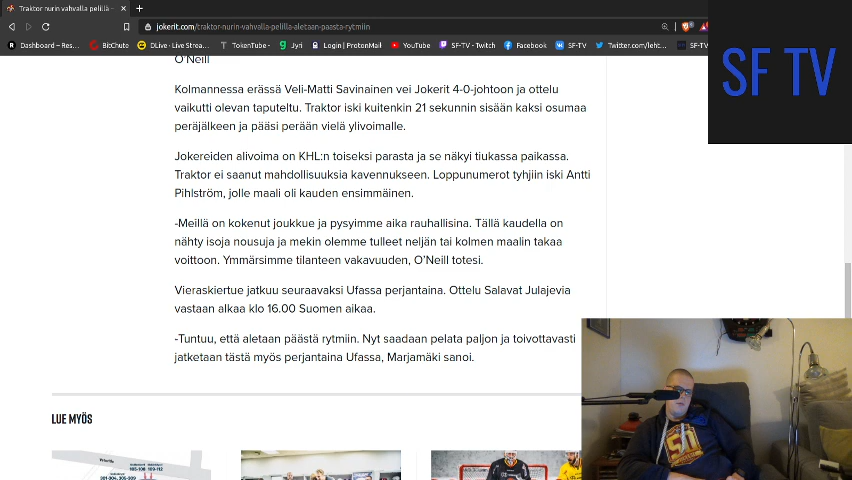 Traktor nurin vahvalla pelillä –
jokerit.com/traktor-nurin-vahvalla-pelilla-aletaan-paasta-rytmiin
Dashboard – Res... BitChute DLive · Live Strea... TokenTube - Jyri Login | ProtonMail YouTube SF-TV - Twitch Facebook SF-TV Twitter.com/leht... SF-TV
SF TV
O'Neill
Kolmannessa erässä Veli-Matti Savinainen vei Jokerit 4-0-johtoon ja ottelu
vaikutti olevan taputeltu. Traktor iski kuitenkin 21 sekunnin sisään kaksi osumaa
peräjälkeen ja pääsi perään vielä ylivoimalle.
Jokereiden alivoima on KHL:n toiseksi parasta ja se näkyi tiukassa paikassa.
Traktor ei saanut mahdollisuuksia kavennukseen. Loppunumerot tyhjiin iski Antti
Pihlström, jolle maali oli kauden ensimmäinen.
-Meillä on kokenut joukkue ja pysyimme aika rauhallisina. Tällä kaudella on
nähty isoja nousuja ja mekin olemme tulleet neljän tai kolmen maalin takaa
voittoon. Ymmärsimme tilanteen vakavuuden, O'Neill totesi.
Vieraskiertue jatkuu seuraavaksi Ufassa perjantaina. Ottelu Salavat Julajevia
vastaan alkaa klo 16.00 Suomen aikaa.
-Tuntuu, että aletaan päästä rytmiin. Nyt saadaan pelata paljon ja toivottavasti
jatketaan tästä myös perjantaina Ufassa, Marjamäki sanoi.
LUE MYÖS